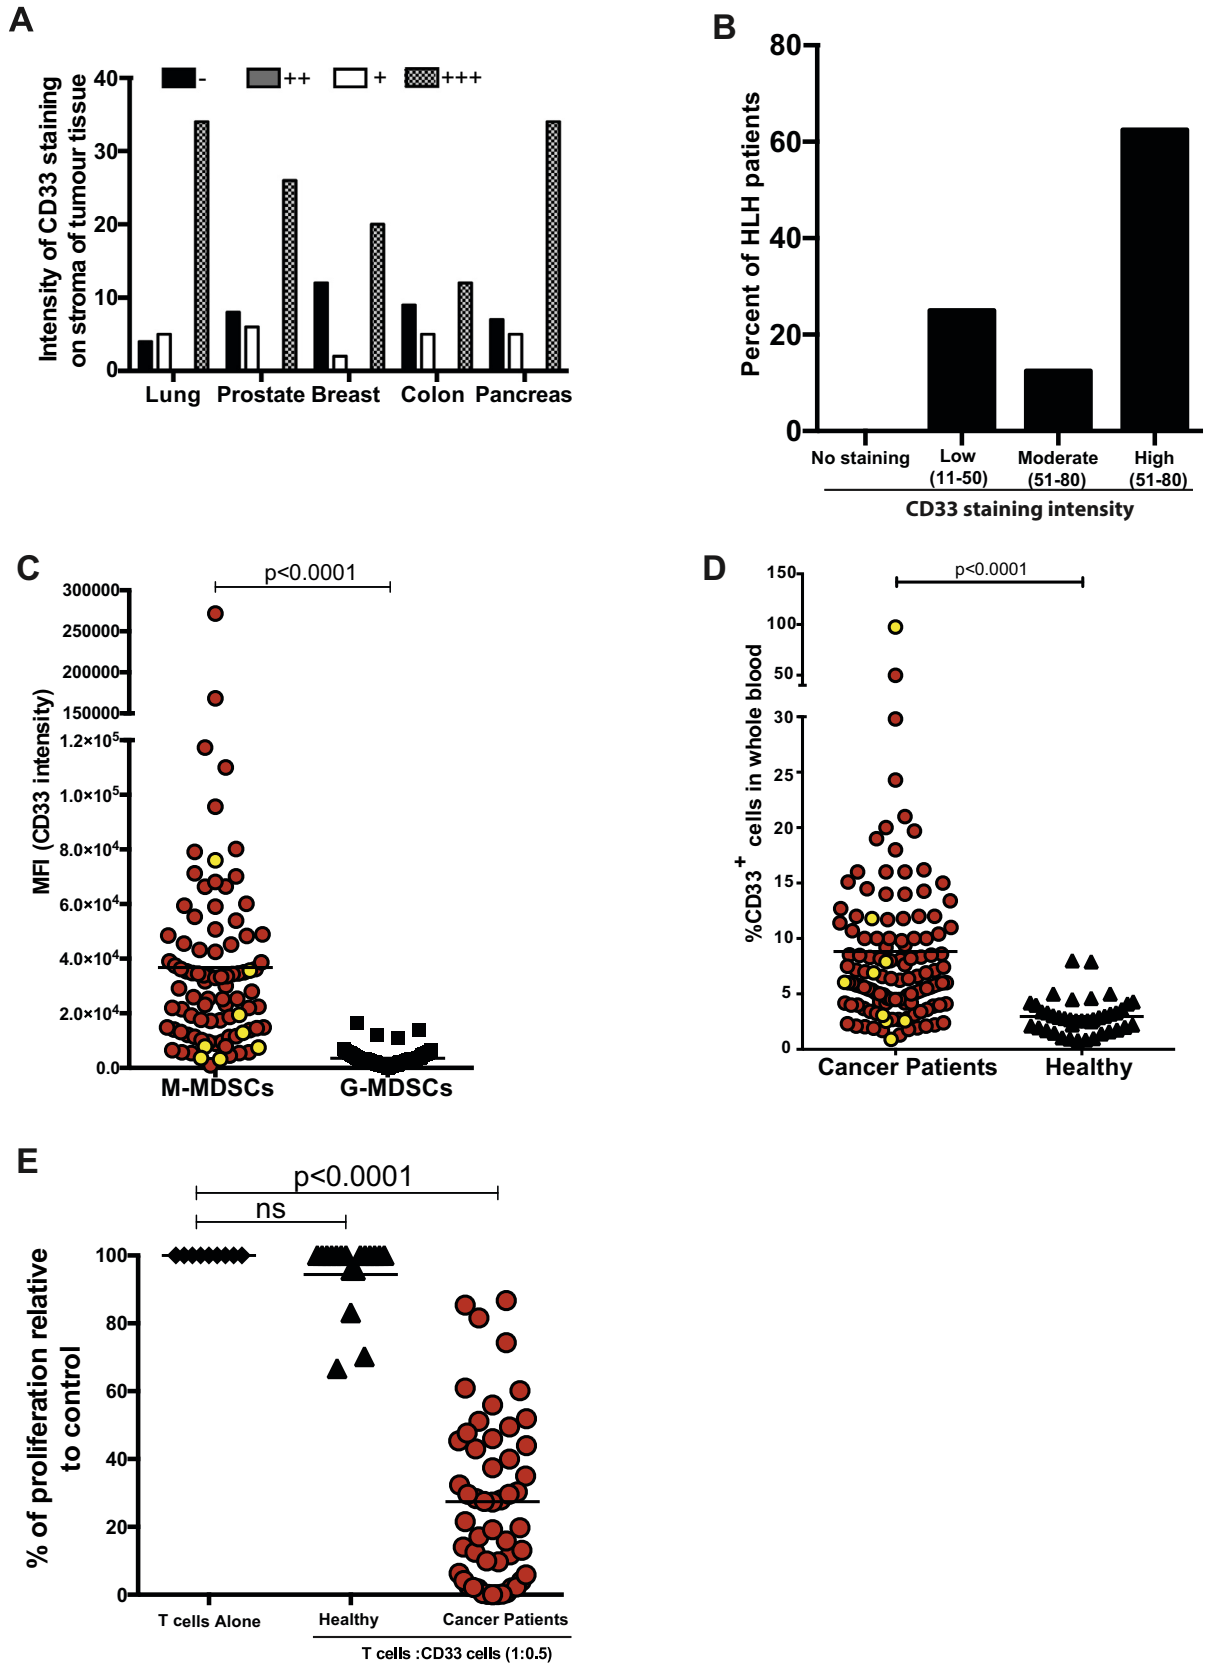 A
Intensity of CD33 staining
on stroma of tumour tissue
- ++ + +++
40
30
20
10
0
Lung Prostate Breast Colon Pancreas
B
Percent of HLH patients
80
60
40
20
0
No staining Low (11-50) Moderate (51-80) High (51-80)
CD33 staining intensity
C
p<0.0001
MFI (CD33 intensity)
300000
250000
200000
150000
1.2×10⁵
1.0×10⁵
8.0×10⁴
6.0×10⁴
4.0×10⁴
2.0×10⁴
0.0
M-MDSCs G-MDSCs
D
p<0.0001
%CD33⁺ cells in whole blood
150
100
50
30
25
20
15
10
5
0
Cancer Patients Healthy
E
p<0.0001
ns
% of proliferation relative
to control
100
80
60
40
20
0
T cells Alone Healthy Cancer Patients
T cells :CD33 cells (1:0.5)